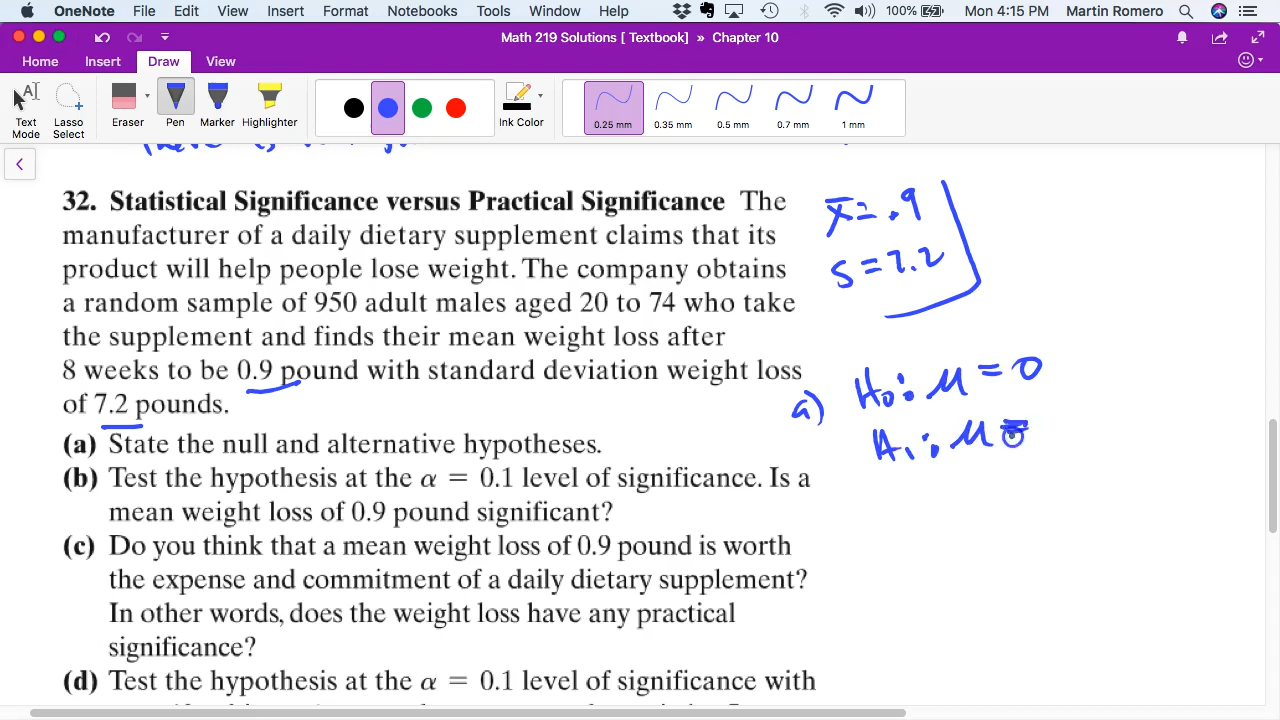 OneNote File Edit View Insert Format Notebooks Tools Window Help 100% Mon 4:15 PM Martin Romero
Math 219 Solutions [ Textbook] » Chapter 10
Home Insert Draw View
Text Mode
Lasso Select
Eraser
Pen
Marker
Highlighter
Ink Color
0.25 mm 0.35 mm 0.5 mm 0.7 mm 1 mm
32. Statistical Significance versus Practical Significance The
manufacturer of a daily dietary supplement claims that its
product will help people lose weight. The company obtains
a random sample of 950 adult males aged 20 to 74 who take
the supplement and finds their mean weight loss after
8 weeks to be 0.9 pound with standard deviation weight loss
of 7.2 pounds.
(a) State the null and alternative hypotheses.
(b) Test the hypothesis at the α = 0.1 level of significance. Is a
mean weight loss of 0.9 pound significant?
(c) Do you think that a mean weight loss of 0.9 pound is worth
the expense and commitment of a daily dietary supplement?
In other words, does the weight loss have any practical
significance?
(d) Test the hypothesis at the α = 0.1 level of significance with
x̄ = .9
S = 7.2
a) H₀: μ = 0
H₁: μ